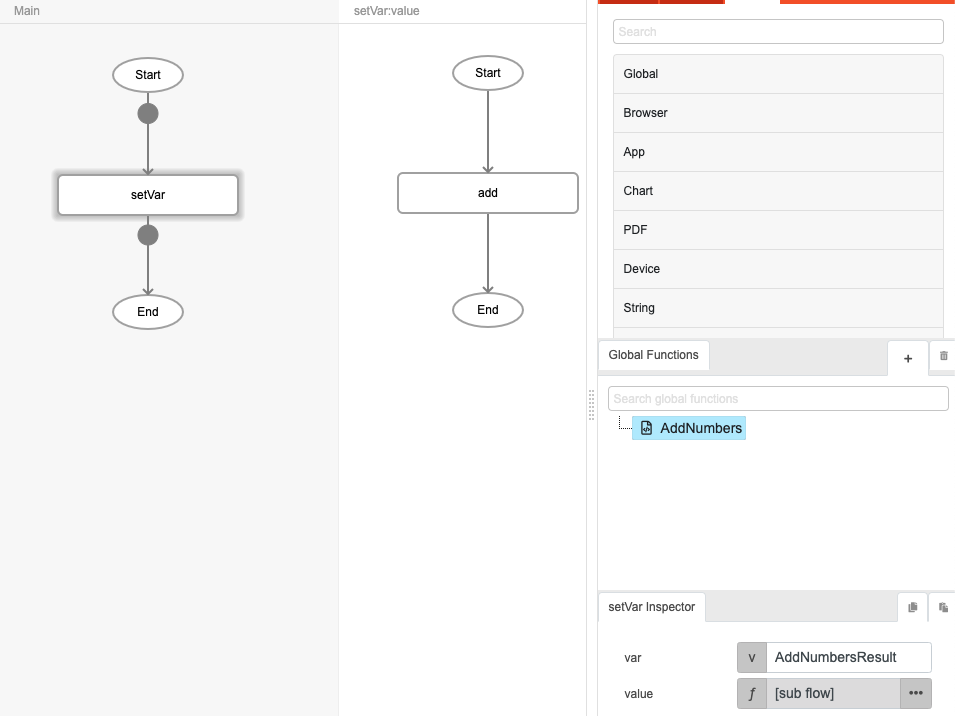 Main
setVar:value
Start
setVar
End
Start
add
End
Search
Global
Browser
App
Chart
PDF
Device
String
Global Functions
+
Search global functions
AddNumbers
setVar Inspector
var
v
AddNumbersResult
value
f
[sub flow]
•••